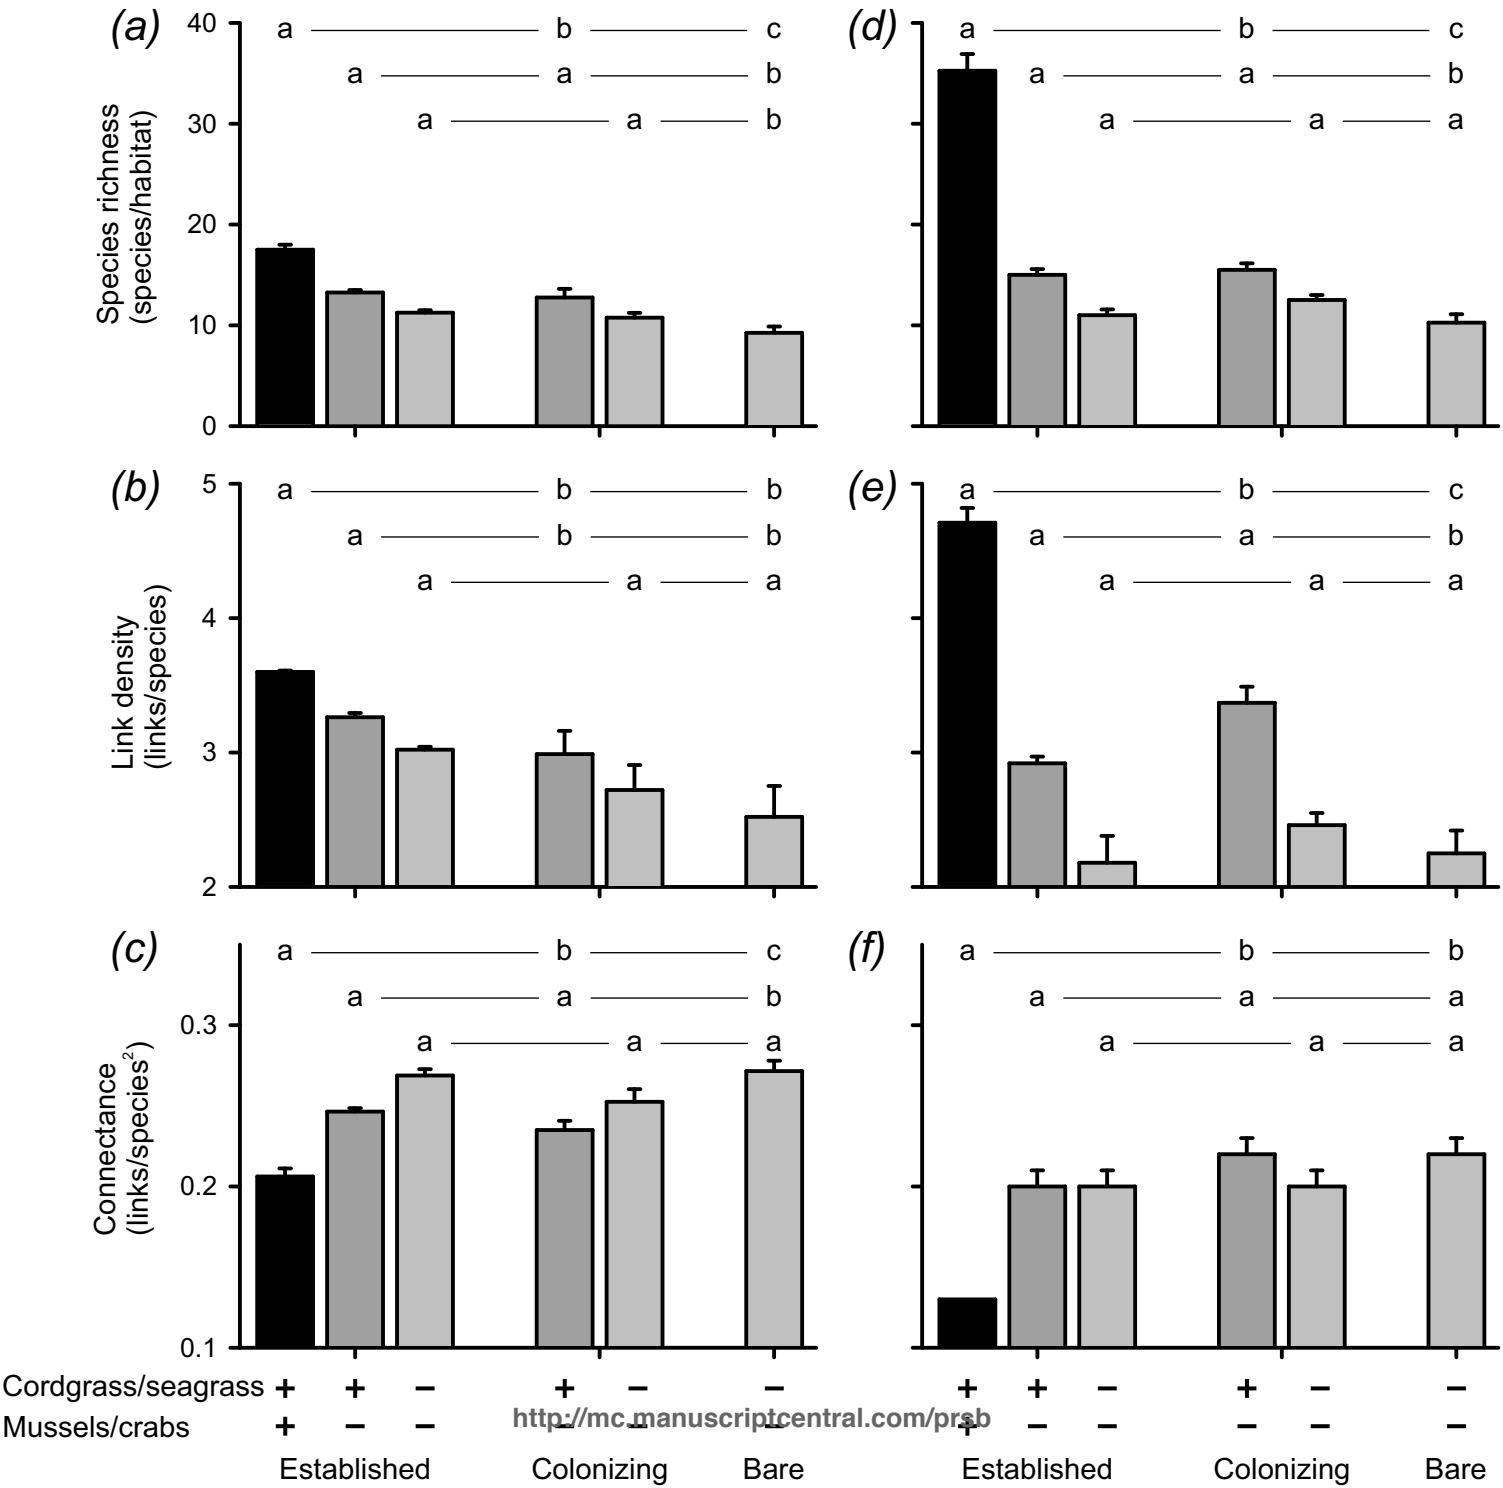 (a)
40
a b c
a a b
a a b
30
20
10
0
Species richness
(species/habitat)
(d)
a b c
a a b
a a a
(b)
5
a b b
a b b
a a a
4
3
2
Link density
(links/species)
(e)
a b c
a a b
a a a
(c)
a b c
a a b
a a a
0.3
0.2
0.1
Connectance
(links/species²)
(f)
a b b
a a a
a a a
Cordgrass/seagrass + + − + − − + + − + − −
Mussels/crabs + − − − − − + − − − − −
http://mc.manuscriptcentral.com/prsb
Established Colonizing Bare Established Colonizing Bare